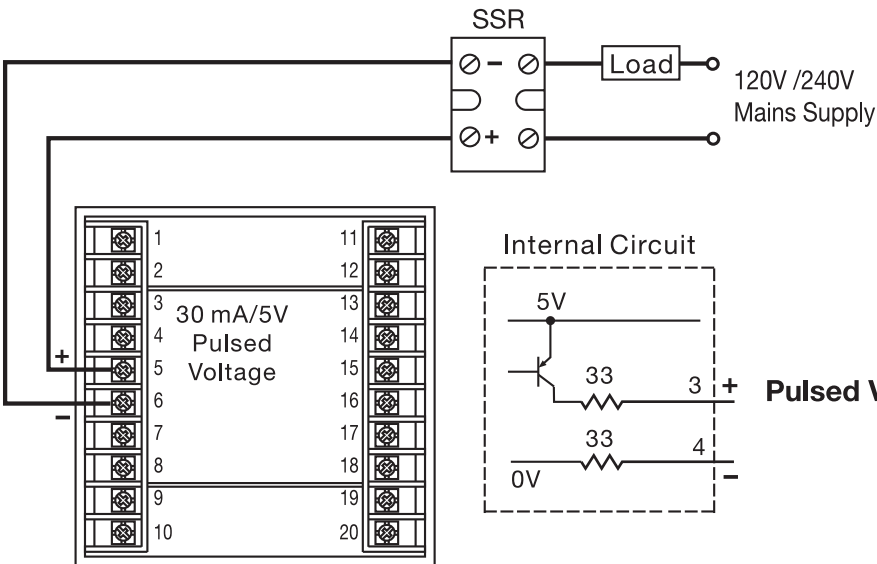 SSR
- Load
+
120V /240V
Mains Supply
1 11
2 12
3 13
4 14
+ 5 15
- 6 16
7 17
8 18
9 19
10 20
30 mA/5V
Pulsed
Voltage
Internal Circuit
5V
33 3 +
33 4
0V -
Pulsed V